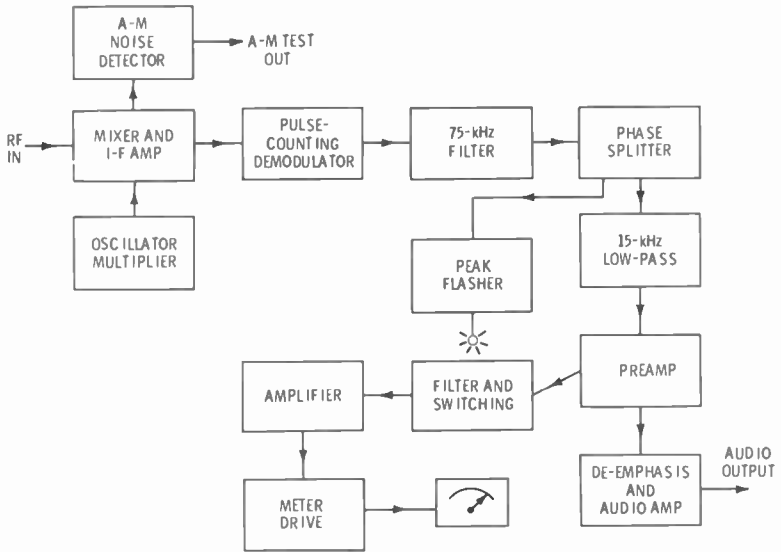 A-M
NOISE
DETECTOR
A-M TEST
OUT
RF
IN
MIXER AND
I-F AMP
PULSE-
COUNTING
DEMODULATOR
75-kHz
FILTER
PHASE
SPLITTER
OSCILLATOR
MULTIPLIER
PEAK
FLASHER
15-kHz
LOW-PASS
AMPLIFIER
FILTER AND
SWITCHING
PREAMP
METER
DRIVE
DE-EMPHASIS
AND
AUDIO AMP
AUDIO
OUTPUT